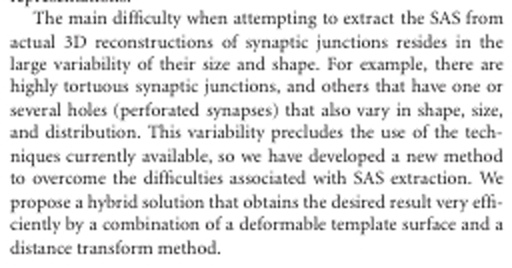 The main difficulty when attempting to extract the SAS from
actual 3D reconstructions of synaptic junctions resides in the
large variability of their size and shape. For example, there are
highly tortuous synaptic junctions, and others that have one or
several holes (perforated synapses) that also vary in shape, size,
and distribution. This variability precludes the use of the tech-
niques currently available, so we have developed a new method
to overcome the difficulties associated with SAS extraction. We
propose a hybrid solution that obtains the desired result very effi-
ciently by a combination of a deformable template surface and a
distance transform method.